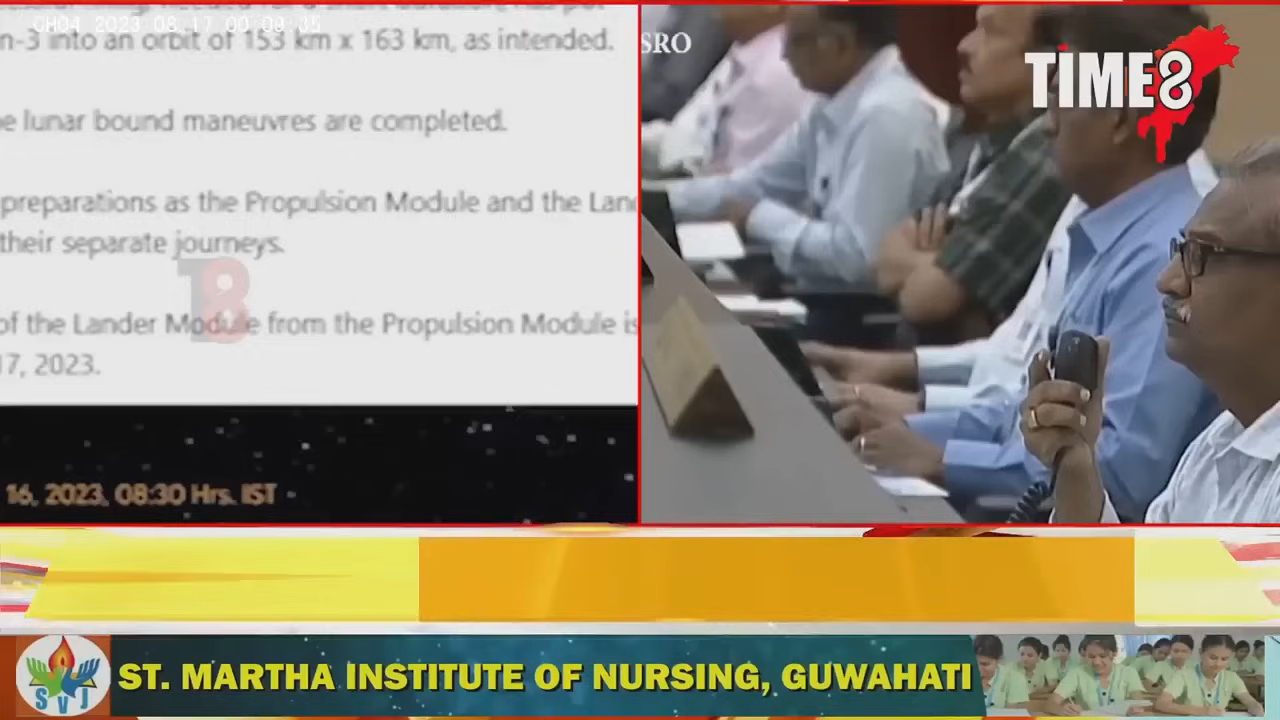 CH04 2023 08.17 00:09:35
n-3 into an orbit of 153 km x 163 km, as intended.
e lunar bound maneuvres are completed.
preparations as the Propulsion Module and the Lan
their separate journeys.
of the Lander Module from the Propulsion Module is
17, 2023.
16, 2023, 08:30 Hrs. IST
SRO
TIME8
T8
ST. MARTHA INSTITUTE OF NURSING, GUWAHATI
SVJ